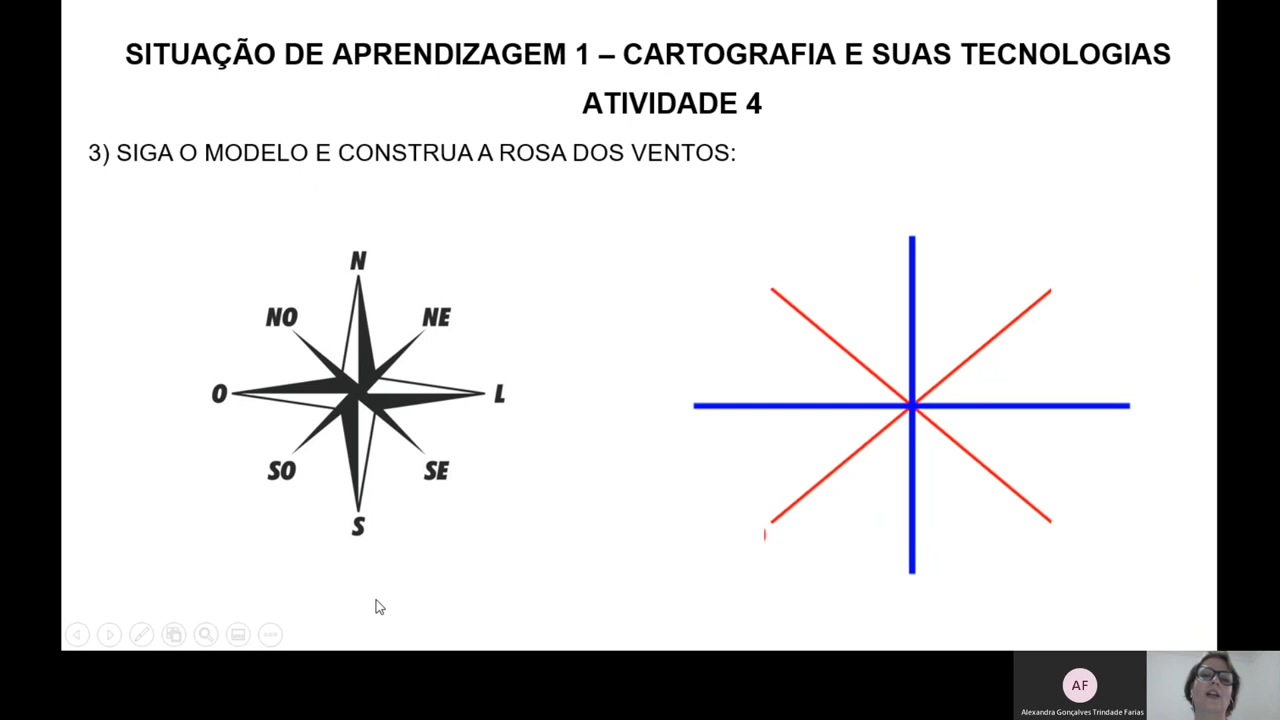 SITUAÇÃO DE APRENDIZAGEM 1 – CARTOGRAFIA E SUAS TECNOLOGIAS
ATIVIDADE 4
3) SIGA O MODELO E CONSTRUA A ROSA DOS VENTOS:
N
NO NE
O L
SO SE
S
AF
Alexandra Gonçalves Trindade Farias